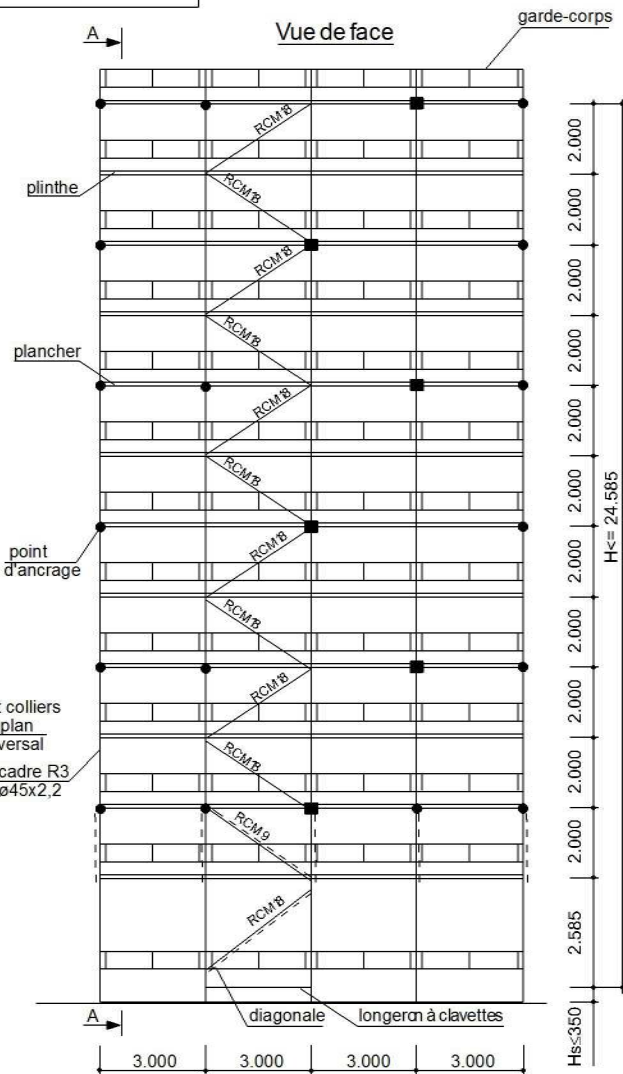 garde-corps
A
Vue de face
RCM18
2.000
plinthe
RCM18
2.000
RCM18
2.000
plancher
RCM18
2.000
RCM18
2.000
RCM18
2.000
H<= 24.585
point
d'ancrage
RCM18
2.000
RCM18
2.000
t colliers
plan
versal
RCM18
2.000
cadre R3
ø45x2,2
RCM18
2.000
RCM9
2.000
RCM18
2.585
A
diagonale
longeron à clavettes
Hs≤350
3.000
3.000
3.000
3.000